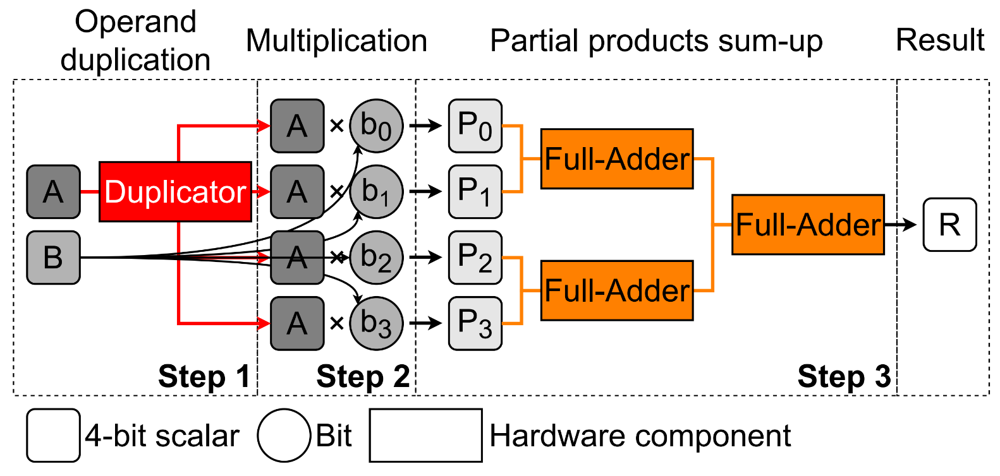 Operand
duplication
Multiplication
Partial products sum-up
Result
A × b0
P0
Full-Adder
A
Duplicator
A × b1
P1
Full-Adder
R
B
A × b2
P2
Full-Adder
A × b3
P3
Step 1
Step 2
Step 3
4-bit scalar
Bit
Hardware component